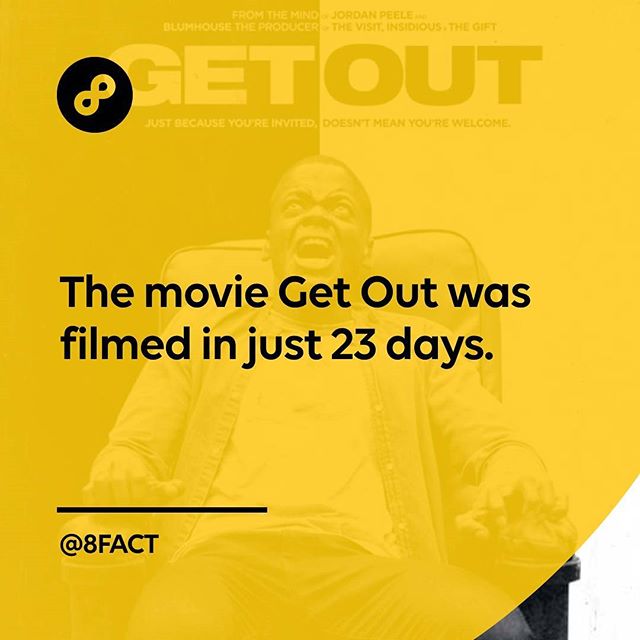 FROM THE MIND OF JORDAN PEELE AND
BLUMHOUSE THE PRODUCER OF THE VISIT, INSIDIOUS & THE GIFT
GET OUT
JUST BECAUSE YOU'RE INVITED, DOESN'T MEAN YOU'RE WELCOME.
The movie Get Out was
filmed in just 23 days.
@8FACT